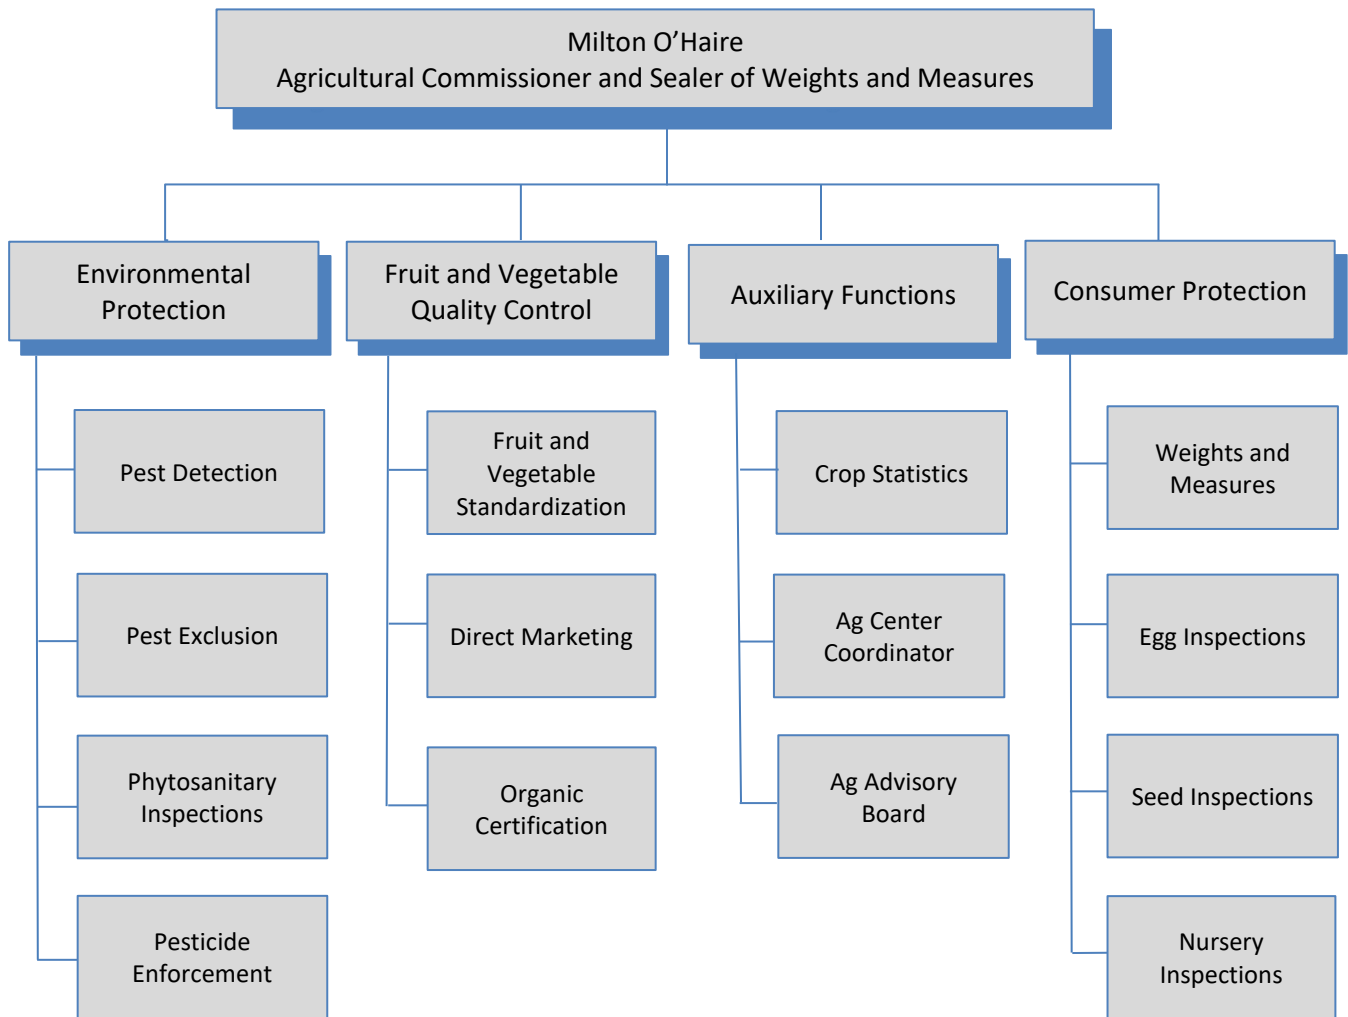 Milton O’Haire
Agricultural Commissioner and Sealer of Weights and Measures
Environmental
Protection
Fruit and Vegetable
Quality Control
Auxiliary Functions
Consumer Protection
Pest Detection
Pest Exclusion
Phytosanitary
Inspections
Pesticide
Enforcement
Fruit and
Vegetable
Standardization
Direct Marketing
Organic
Certification
Crop Statistics
Ag Center
Coordinator
Ag Advisory
Board
Weights and
Measures
Egg Inspections
Seed Inspections
Nursery
Inspections